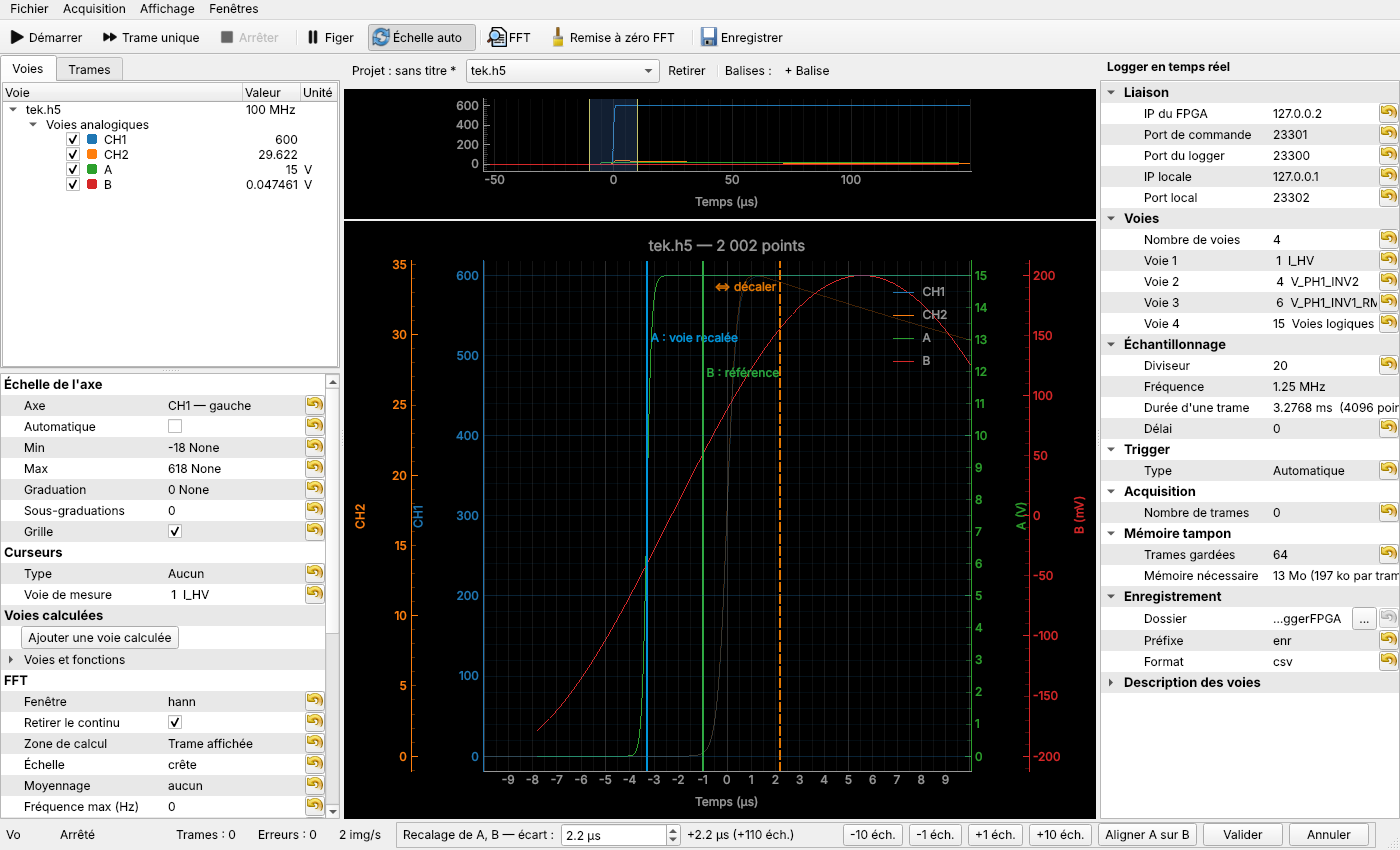 Fichier Acquisition Affichage Fenêtres
Démarrer Trame unique Arrêter Figer Échelle auto FFT Remise à zéro FFT Enregistrer
Voies Trames
Voie Valeur Unité
tek.h5 100 MHz
Voies analogiques
CH1 600
CH2 29.622
A 15 V
B 0.047461 V
Échelle de l'axe
Axe CH1 — gauche
Automatique
Min -18 None
Max 618 None
Graduation 0 None
Sous-graduations 0
Grille
Curseurs
Type Aucun
Voie de mesure 1 I_HV
Voies calculées
Ajouter une voie calculée
Voies et fonctions
FFT
Fenêtre hann
Retirer le continu
Zone de calcul Trame affichée
Échelle crête
Moyennage aucun
Fréquence max (Hz) 0
Projet : sans titre * tek.h5 Retirer Balises : + Balise
600
400
200
0
-50 0 50 100
Temps (µs)
tek.h5 — 2 002 points
35
30
25
20
15
10
5
0
CH2
600
500
400
300
200
100
0
CH1
⇔ décaler
A : voie recalée
B : référence
CH1
CH2
A
B
15
14
13
12
11
10
9
8
7
6
5
4
3
2
1
0
A (V)
200
150
100
50
0
-50
-100
-150
-200
B (mV)
-9 -8 -7 -6 -5 -4 -3 -2 -1 0 1 2 3 4 5 6 7 8 9
Temps (µs)
Logger en temps réel
Liaison
IP du FPGA 127.0.0.2
Port de commande 23301
Port du logger 23300
IP locale 127.0.0.1
Port local 23302
Voies
Nombre de voies 4
Voie 1 1 I_HV
Voie 2 4 V_PH1_INV2
Voie 3 6 V_PH1_INV1_RM
Voie 4 15 Voies logiques
Échantillonnage
Diviseur 20
Fréquence 1.25 MHz
Durée d'une trame 3.2768 ms (4096 poin
Délai 0
Trigger
Type Automatique
Acquisition
Nombre de trames 0
Mémoire tampon
Trames gardées 64
Mémoire nécessaire 13 Mo (197 ko par tram
Enregistrement
Dossier ...ggerFPGA ...
Préfixe enr
Format csv
Description des voies
Vo Arrêté Trames : 0 Erreurs : 0 2 img/s Recalage de A, B — écart : 2.2 µs +2.2 µs (+110 éch.) -10 éch. -1 éch. +1 éch. +10 éch. Aligner A sur B Valider Annuler